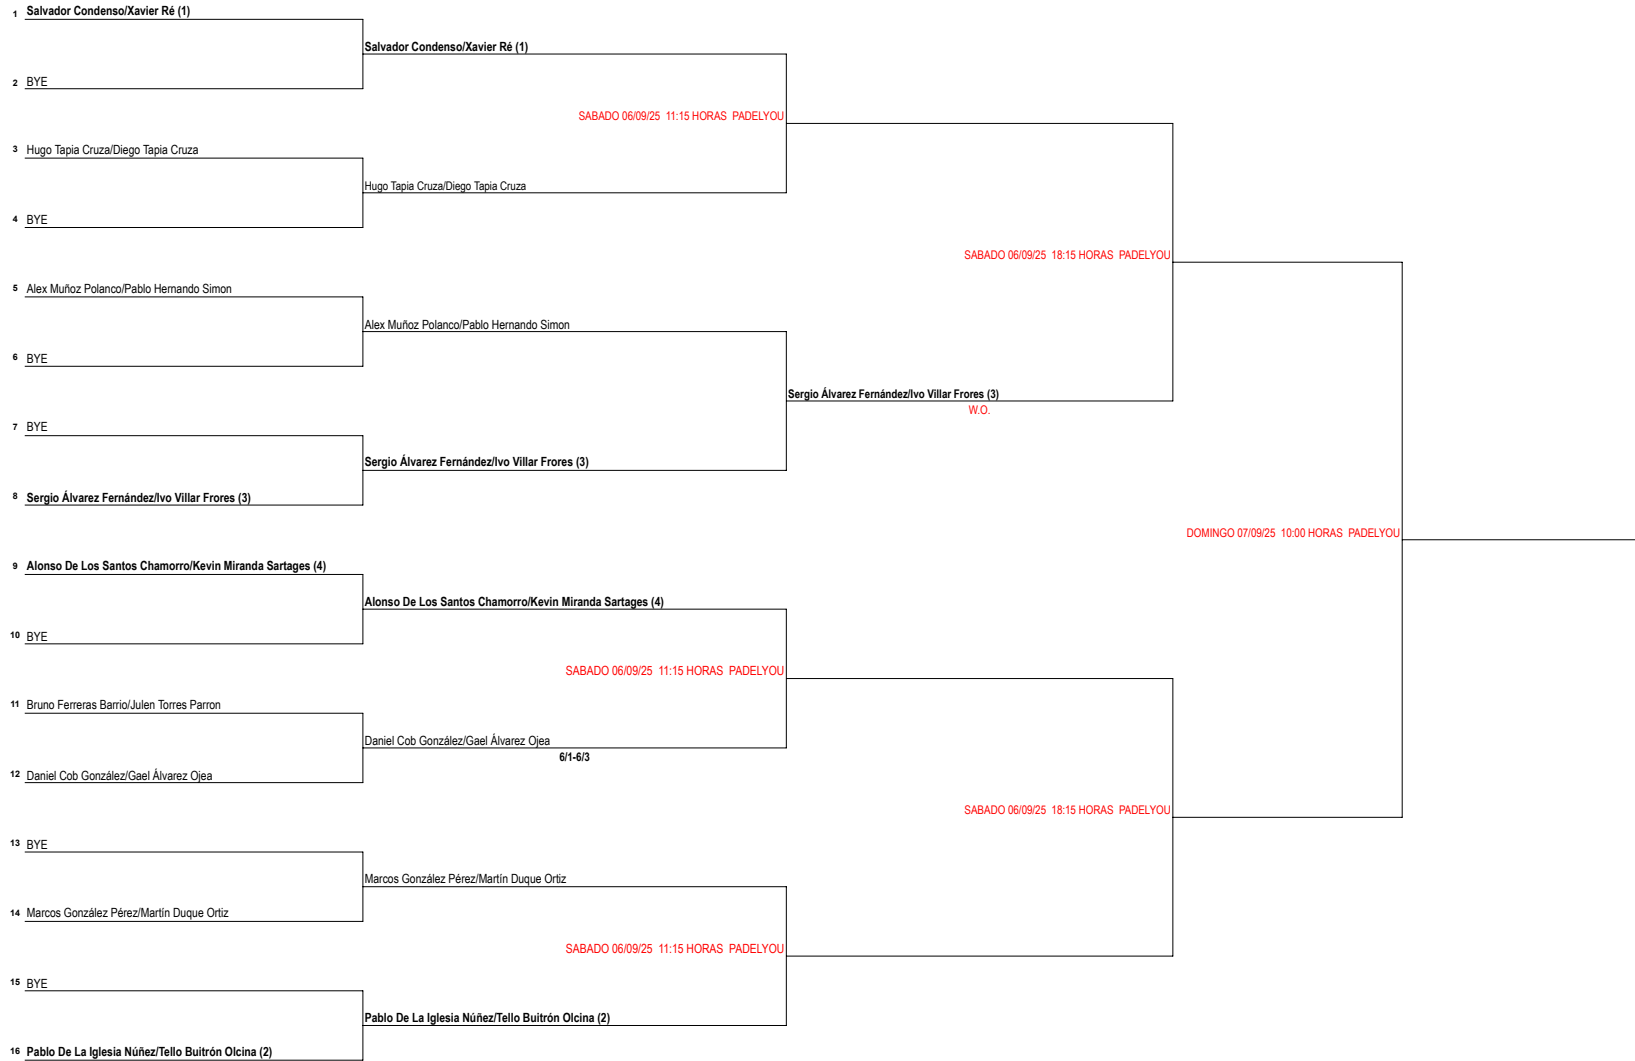 1 Salvador Condenso/Xavier Ré (1)
Salvador Condenso/Xavier Ré (1)
2 BYE
SABADO 06/09/25 11:15 HORAS PADELYOU
3 Hugo Tapia Cruza/Diego Tapia Cruza
Hugo Tapia Cruza/Diego Tapia Cruza
4 BYE
SABADO 06/09/25 18:15 HORAS PADELYOU
5 Alex Muñoz Polanco/Pablo Hernando Simon
Alex Muñoz Polanco/Pablo Hernando Simon
6 BYE
Sergio Álvarez Fernández/Ivo Villar Frores (3)
W.O.
7 BYE
Sergio Álvarez Fernández/Ivo Villar Frores (3)
8 Sergio Álvarez Fernández/Ivo Villar Frores (3)
DOMINGO 07/09/25 10:00 HORAS PADELYOU
9 Alonso De Los Santos Chamorro/Kevin Miranda Sartages (4)
Alonso De Los Santos Chamorro/Kevin Miranda Sartages (4)
10 BYE
SABADO 06/09/25 11:15 HORAS PADELYOU
11 Bruno Ferreras Barrio/Julen Torres Parron
Daniel Cob González/Gael Álvarez Ojea
6/1-6/3
12 Daniel Cob González/Gael Álvarez Ojea
SABADO 06/09/25 18:15 HORAS PADELYOU
13 BYE
Marcos González Pérez/Martín Duque Ortiz
14 Marcos González Pérez/Martín Duque Ortiz
SABADO 06/09/25 11:15 HORAS PADELYOU
15 BYE
Pablo De La Iglesia Núñez/Tello Buitrón Olcina (2)
16 Pablo De La Iglesia Núñez/Tello Buitrón Olcina (2)